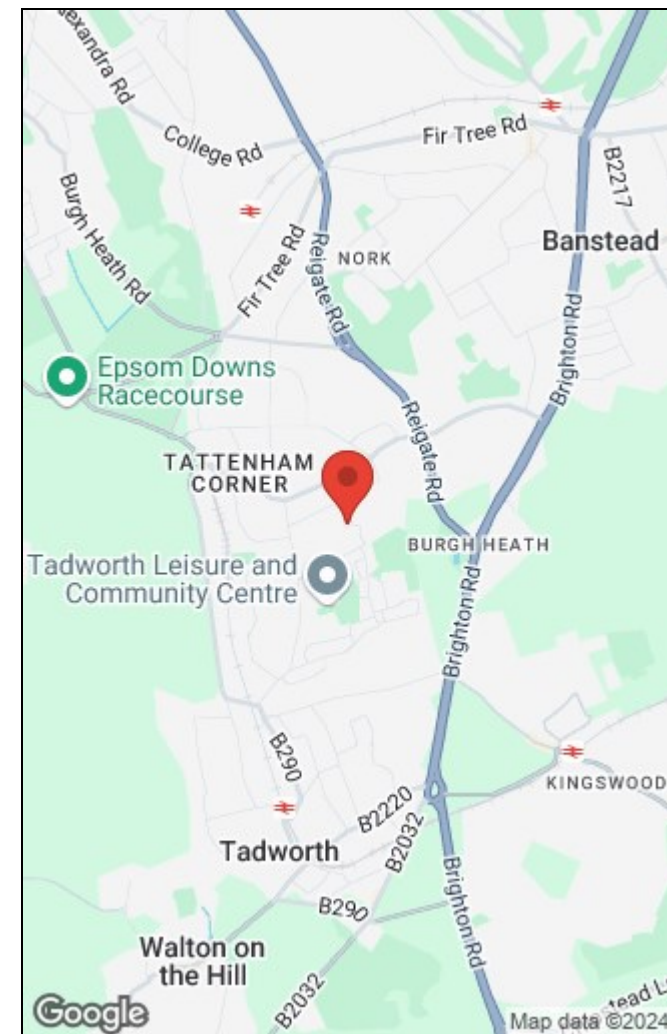 exandra Rd
College Rd
Fir Tree Rd
B2217
Burgh Heath Rd
Banstead
NORK
Fir Tree Rd
Reigate Rd
Brighton Rd
Epsom Downs
Racecourse
Reigate Rd
TATTENHAM
CORNER
BURGH HEATH
Tadworth Leisure and
Community Centre
Brighton Rd
B290
KINGSWOOD
B2220
Tadworth
B2032
B290
Brighton Rd
Walton on
the Hill
B2032
Google
Map data ©2024